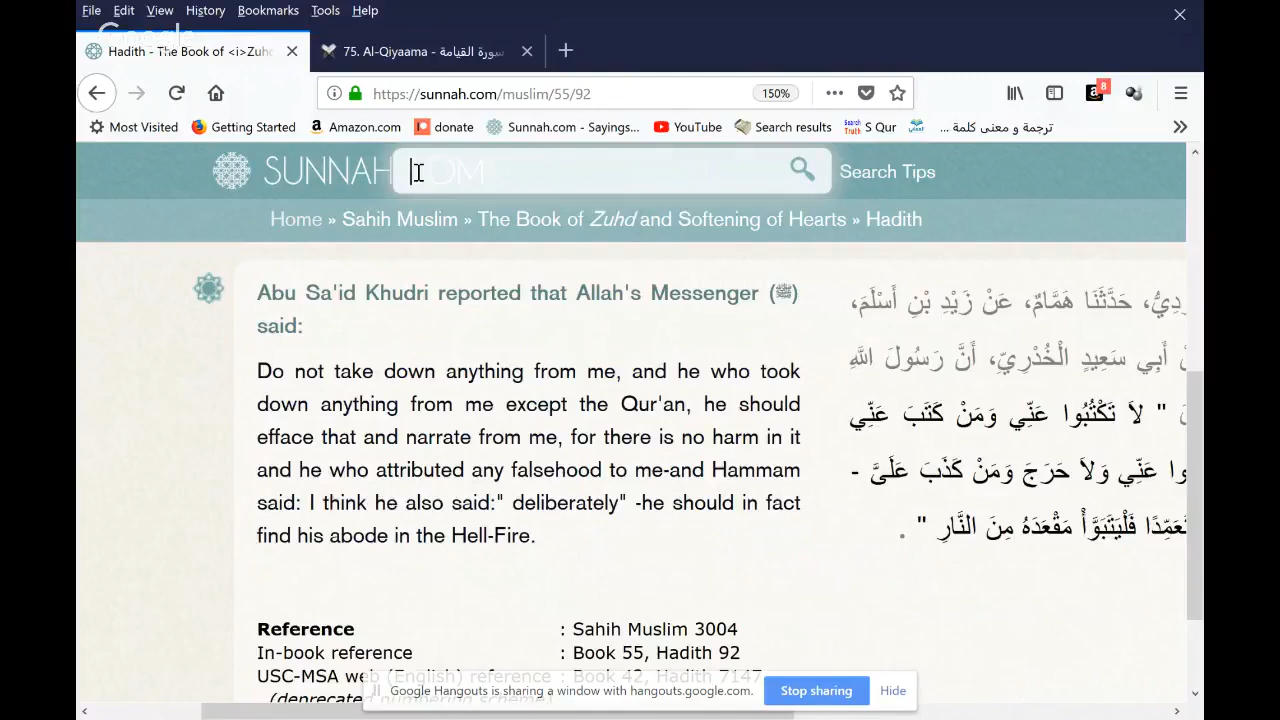 File Edit View History Bookmarks Tools Help
Google
Hadith - The Book of <i>Zuhd
75. Al-Qiyaama - سورة القيامة
https://sunnah.com/muslim/55/92
150%
8
Most Visited Getting Started Amazon.com donate Sunnah.com - Sayings,... YouTube Search results S Qur ترجمة و معنى كلمة ...
SUNNAH.COM
Search Tips
Home » Sahih Muslim » The Book of Zuhd and Softening of Hearts » Hadith
Abu Sa'id Khudri reported that Allah's Messenger (ﷺ)
said:
Do not take down anything from me, and he who took
down anything from me except the Qur'an, he should
efface that and narrate from me, for there is no harm in it
and he who attributed any falsehood to me-and Hammam
said: I think he also said:" deliberately" -he should in fact
find his abode in the Hell-Fire.
حَدَّثَنَا هَمَّامٌ، عَنْ زَيْدِ بْنِ أَسْلَمَ،
أَبِي سَعِيدٍ الْخُدْرِيِّ، أَنَّ رَسُولَ اللَّهِ
" لاَ تَكْتُبُوا عَنِّي وَمَنْ كَتَبَ عَنِّي
عَنِّي وَلاَ حَرَجَ وَمَنْ كَذَبَ عَلَىَّ -
فَلْيَتَبَوَّأْ مَقْعَدَهُ مِنَ النَّارِ " .
Reference : Sahih Muslim 3004
In-book reference : Book 55, Hadith 92
USC-MSA web (English) reference : Book 42, Hadith 7147
(deprecated numbering scheme)
Google Hangouts is sharing a window with hangouts.google.com.
Stop sharing
Hide